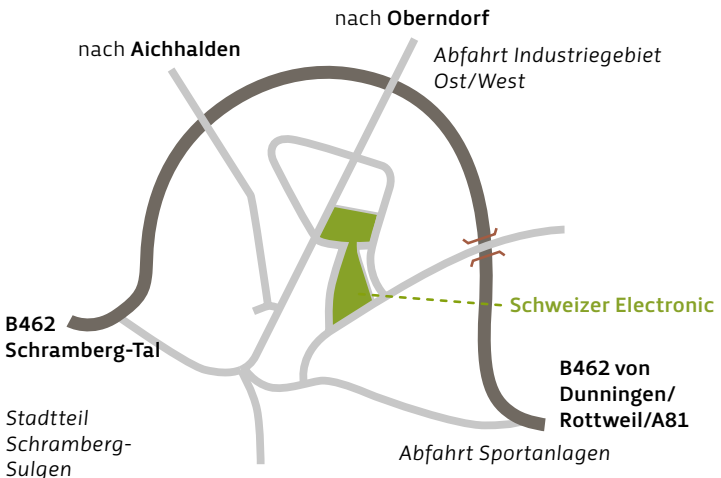 nach Oberndorf
nach Aichhalden
Abfahrt Industriegebiet
Ost/West
Schweizer Electronic
B462
Schramberg-Tal
B462 von
Dunningen/
Rottweil/A81
Stadtteil
Schramberg-
Sulgen
Abfahrt Sportanlagen